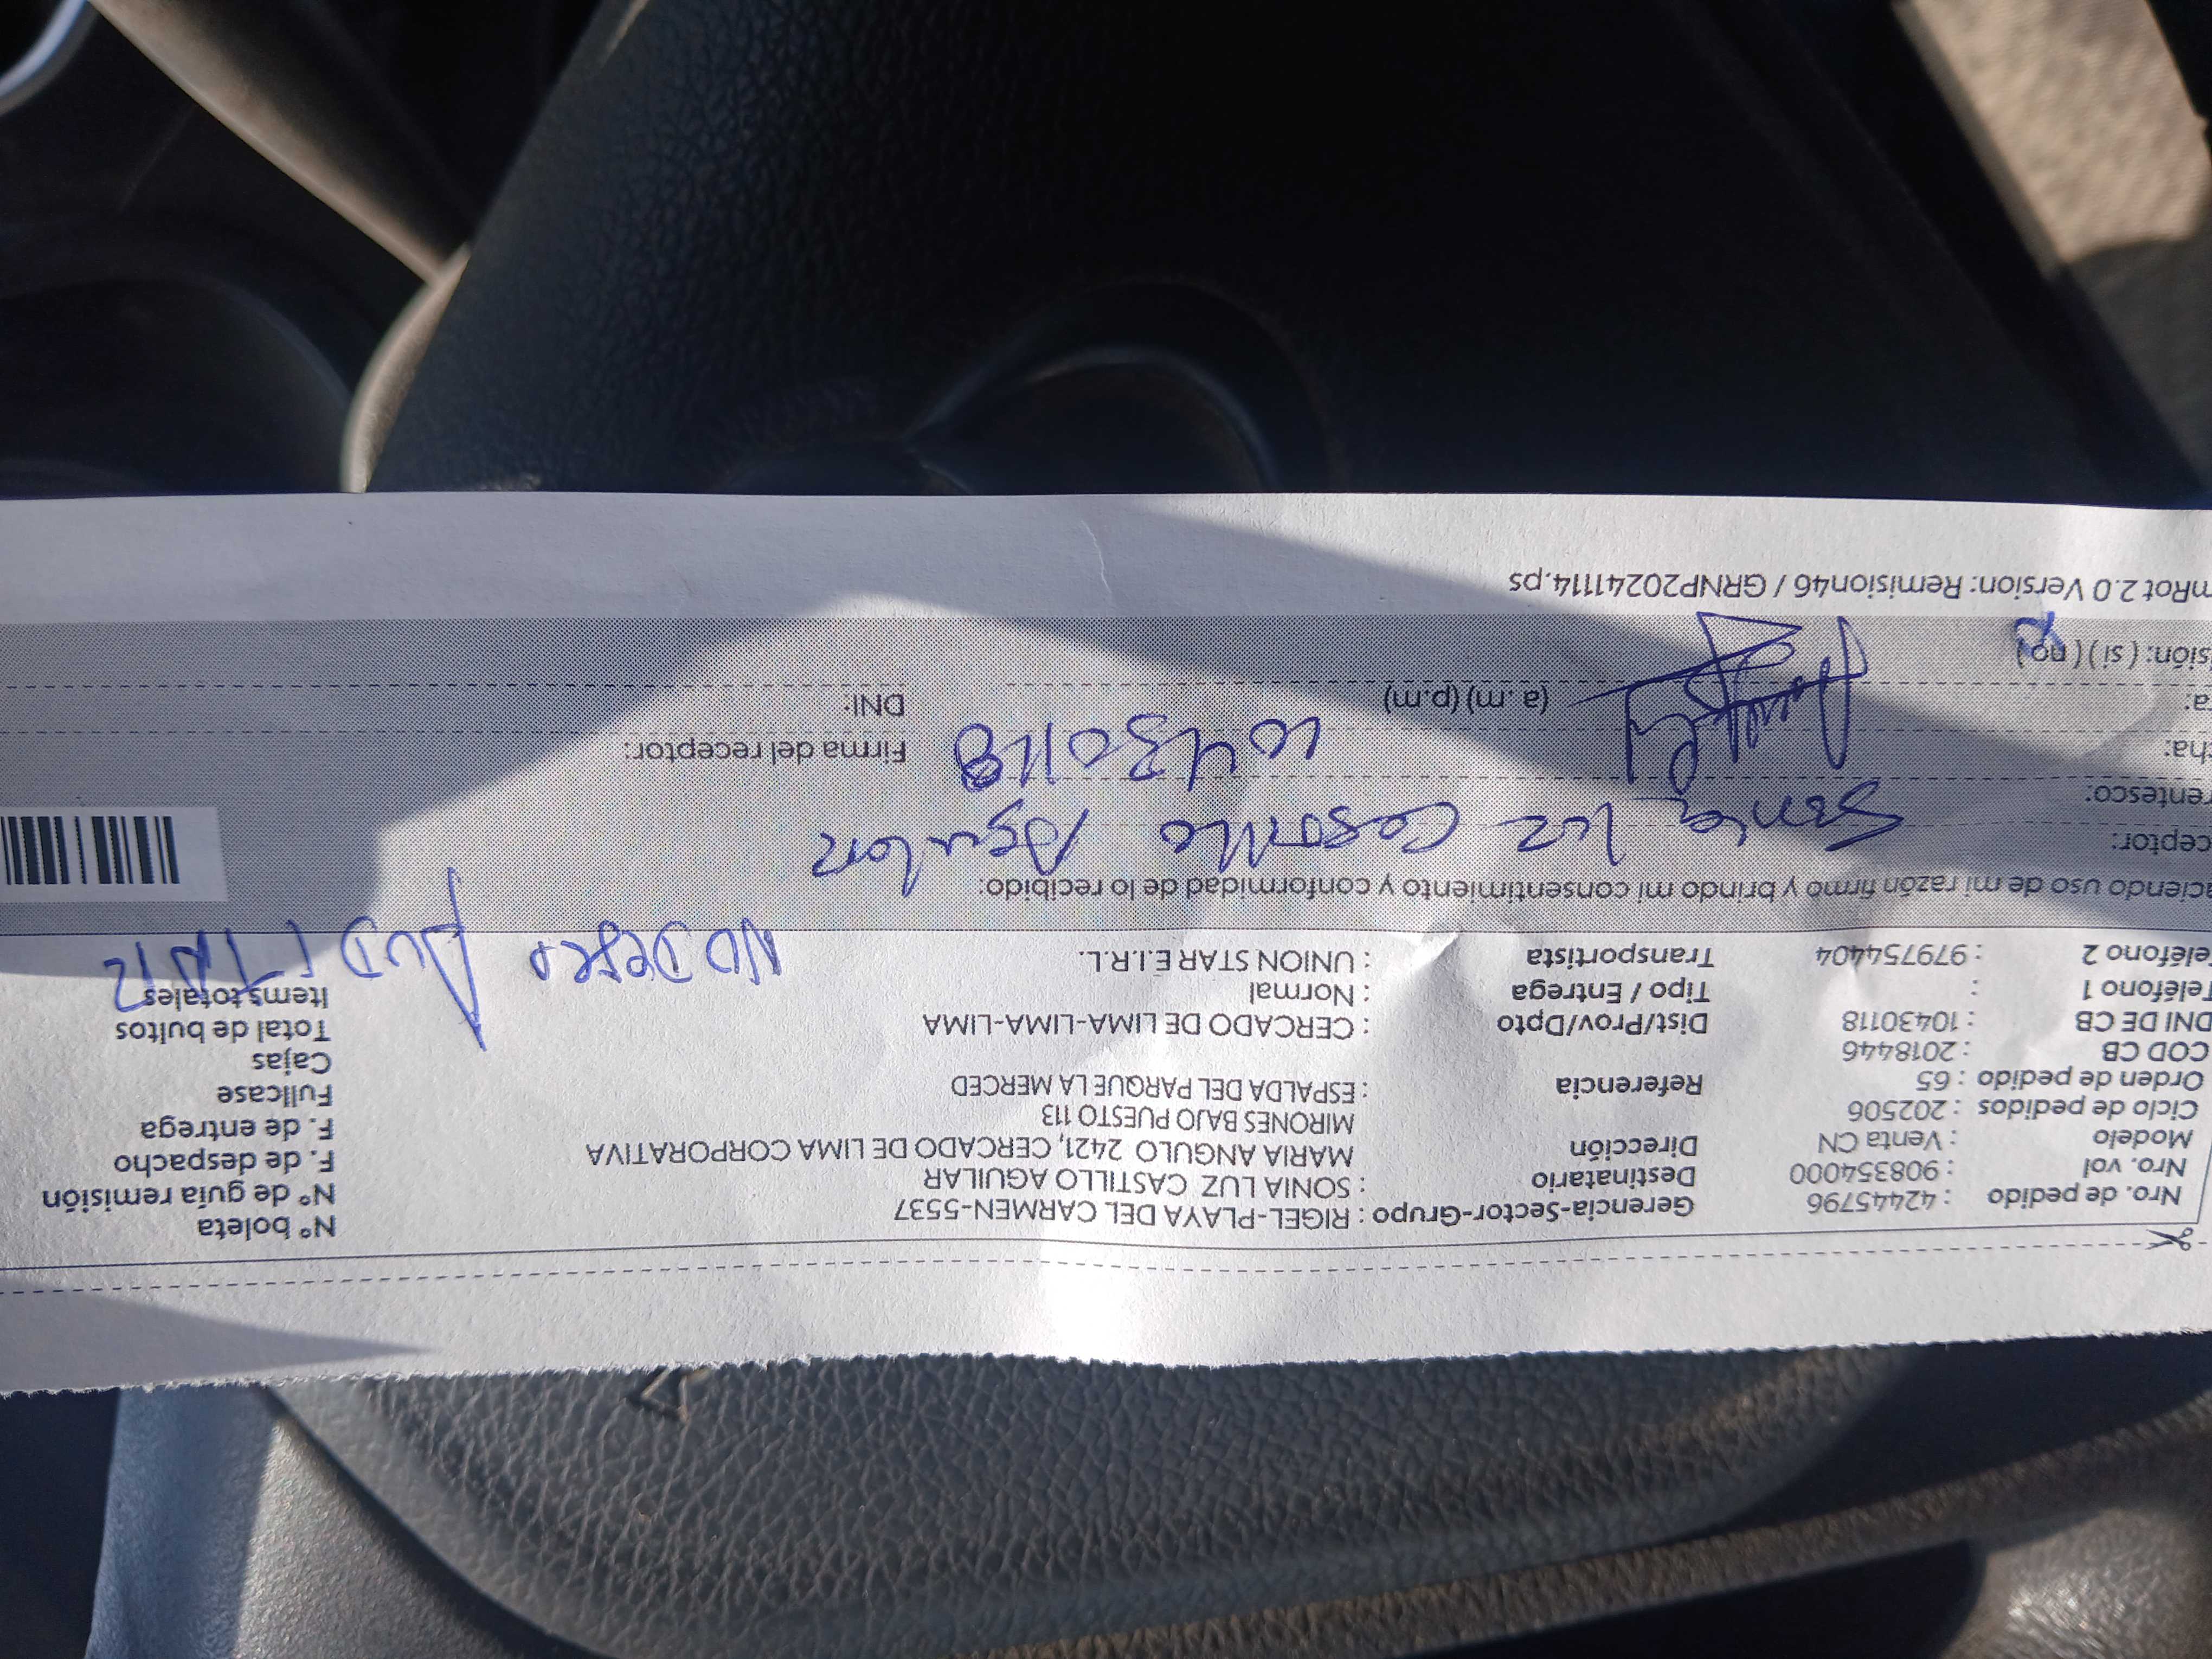 Nro. de pedido : 42445796
Nro. vol : 908354000
Modelo : Venta CN
Ciclo de pedidos : 202506
Orden de pedido : 65
COD CB : 2018446
DNI DE CB : 10430118
Teléfono 1 :
Teléfono 2 : 979754404
Gerencia-Sector-Grupo : RIGEL-PLAYA DEL CARMEN-5537
Destinatario : SONIA LUZ CASTILLO AGUILAR
Dirección MARIA ANGULO 2421, CERCADO DE LIMA CORPORATIVA
MIRONES BAJO PUESTO 113
Referencia : ESPALDA DEL PARQUE LA MERCED
Dist/Prov/Dpto : CERCADO DE LIMA-LIMA-LIMA
Tipo / Entrega : Normal
Transportista : UNION STAR E.I.R.L.
N° boleta
N° de guía remisión
F. de despacho
F. de entrega
Fullcase
Cajas
Total de bultos
Items totales
NO DESEO AUDITAR
aciendo uso de mi razón firmo y brindo mi consentimiento y conformidad de lo recibido:
ceptor: Sonia Luz Castillo Aguilar
rentesco:
cha: 10430118
Firma del receptor:
a: (a.m) (p.m)
DNI:
isión: (si) (no) X
mRot 2.0 Version: Remision46 / GRNP20241114.ps